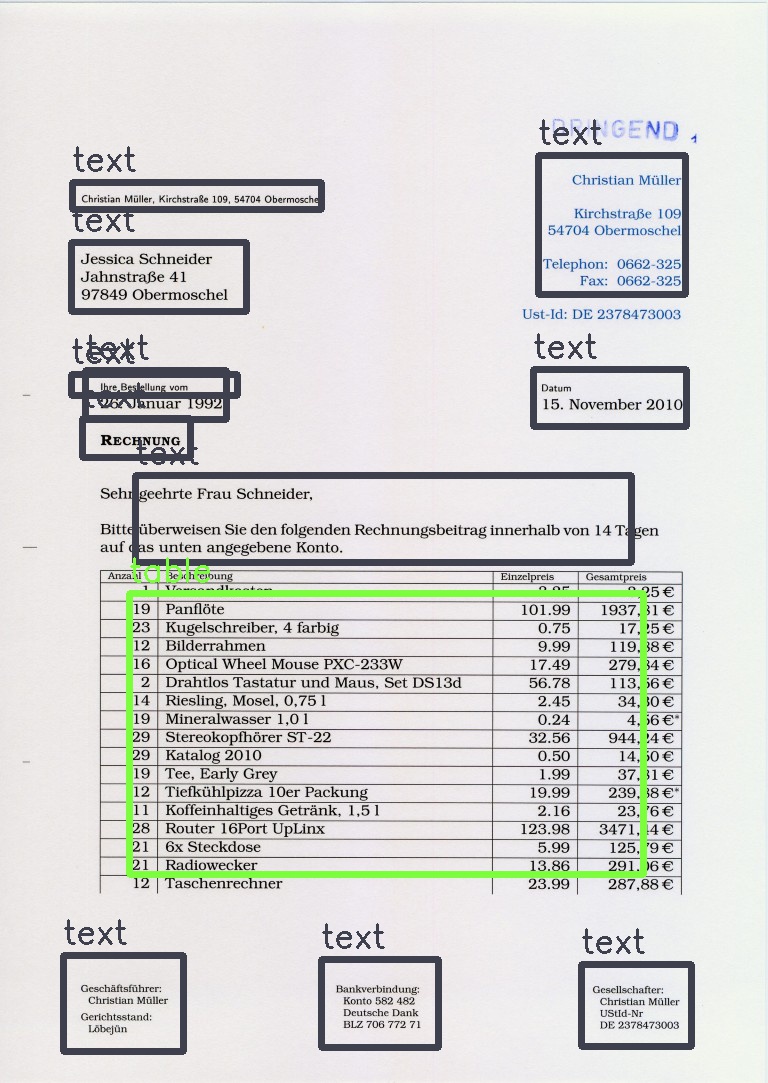 DRINGEND
text
Christian Müller
Kirchstraße 109
54704 Obermoschel
Telephon: 0662-325
Fax: 0662-325
Ust-Id: DE 2378473003
text
Christian Müller, Kirchstraße 109, 54704 Obermosche
text
Jessica Schneider
Jahnstraße 41
97849 Obermoschel
text
text
Ihre Bestellung vom
26. Januar 1992
text
Datum
15. November 2010
text
RECHNUNG
text
Sehr geehrte Frau Schneider,
Bitte überweisen Sie den folgenden Rechnungsbeitrag innerhalb von 14 Tagen
auf das unten angegebene Konto.
table
Anzahl Beschreibung Einzelpreis Gesamtpreis
1 Versandkosten 2.25 2,25 €
19 Panflöte 101.99 1937,81 €
23 Kugelschreiber, 4 farbig 0.75 17,25 €
12 Bilderrahmen 9.99 119,88 €
16 Optical Wheel Mouse PXC-233W 17.49 279,84 €
2 Drahtlos Tastatur und Maus, Set DS13d 56.78 113,56 €
14 Riesling, Mosel, 0,75 l 2.45 34,30 €
19 Mineralwasser 1,0 l 0.24 4,56 €*
29 Stereokopfhörer ST-22 32.56 944,24 €
29 Katalog 2010 0.50 14,50 €
19 Tee, Early Grey 1.99 37,81 €
12 Tiefkühlpizza 10er Packung 19.99 239,88 €*
11 Koffeinhaltiges Getränk, 1,5 l 2.16 23,76 €
28 Router 16Port UpLinx 123.98 3471,44 €
21 6x Steckdose 5.99 125,79 €
21 Radiowecker 13.86 291,06 €
12 Taschenrechner 23.99 287,88 €
text
Geschäftsführer:
Christian Müller
Gerichtsstand:
Löbejün
text
Bankverbindung:
Konto 582 482
Deutsche Dank
BLZ 706 772 71
text
Gesellschafter:
Christian Müller
UStId-Nr
DE 2378473003